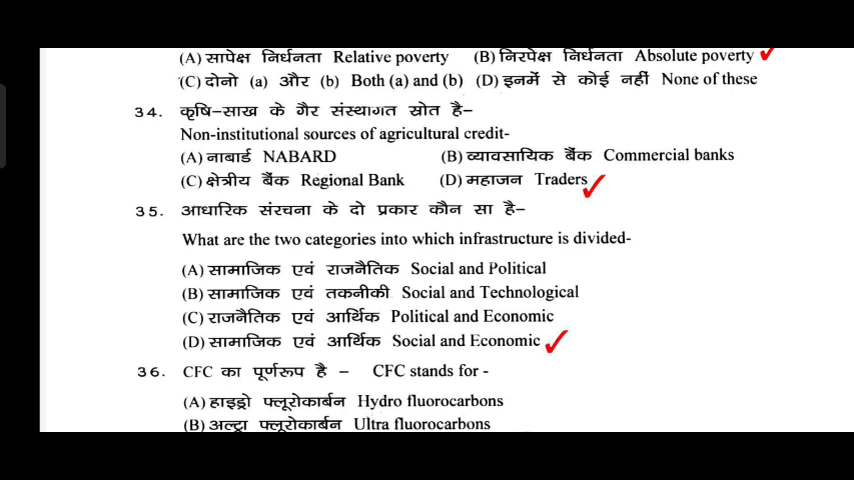 (A) सापेक्ष निर्धनता Relative poverty (B) निरपेक्ष निर्धनता Absolute poverty
(C) दोनो (a) और (b) Both (a) and (b) (D) इनमें से कोई नहीं None of these
34. कृषि-साख के गैर संस्थागत स्रोत है-
Non-institutional sources of agricultural credit-
(A) नाबार्ड NABARD (B) व्यावसायिक बैंक Commercial banks
(C) क्षेत्रीय बैंक Regional Bank (D) महाजन Traders
35. आधारिक संरचना के दो प्रकार कौन सा है-
What are the two categories into which infrastructure is divided-
(A) सामाजिक एवं राजनैतिक Social and Political
(B) सामाजिक एवं तकनीकी Social and Technological
(C) राजनैतिक एवं आर्थिक Political and Economic
(D) सामाजिक एवं आर्थिक Social and Economic
36. CFC का पूर्णरूप है – CFC stands for -
(A) हाइड्रो फ्लूरोकार्बन Hydro fluorocarbons
(B) अल्ट्रा फ्लूरोकार्बन Ultra fluorocarbons